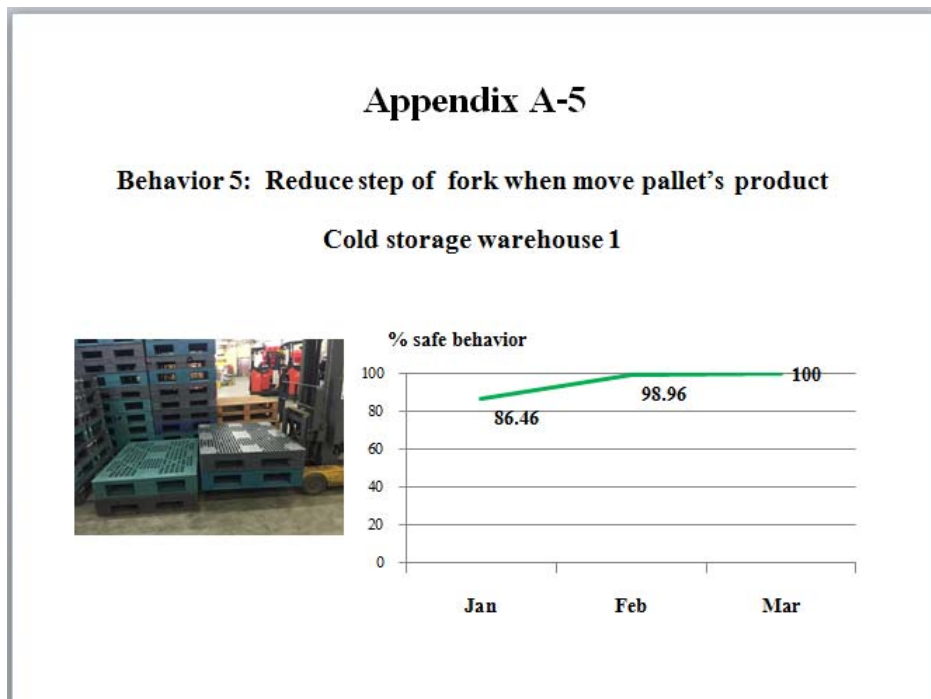 Appendix A-5
Behavior 5: Reduce step of fork when move pallet's product
Cold storage warehouse 1
% safe behavior
100
80
60
40
20
0
86.46
98.96
100
Jan Feb Mar